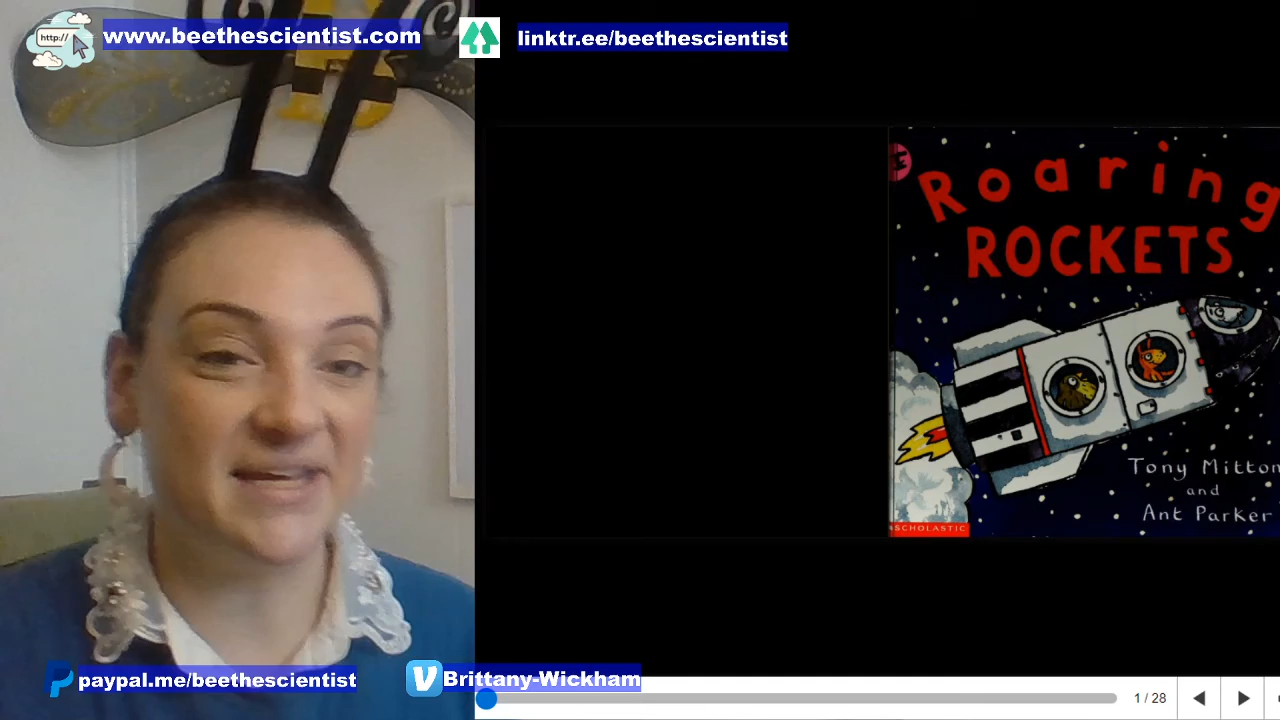 http://
www.beethescientist.com
linktr.ee/beethescientist
Roaring
ROCKETS
Tony Mitton
and
Ant Parker
SCHOLASTIC
paypal.me/beethescientist
Brittany-Wickham
1 / 28